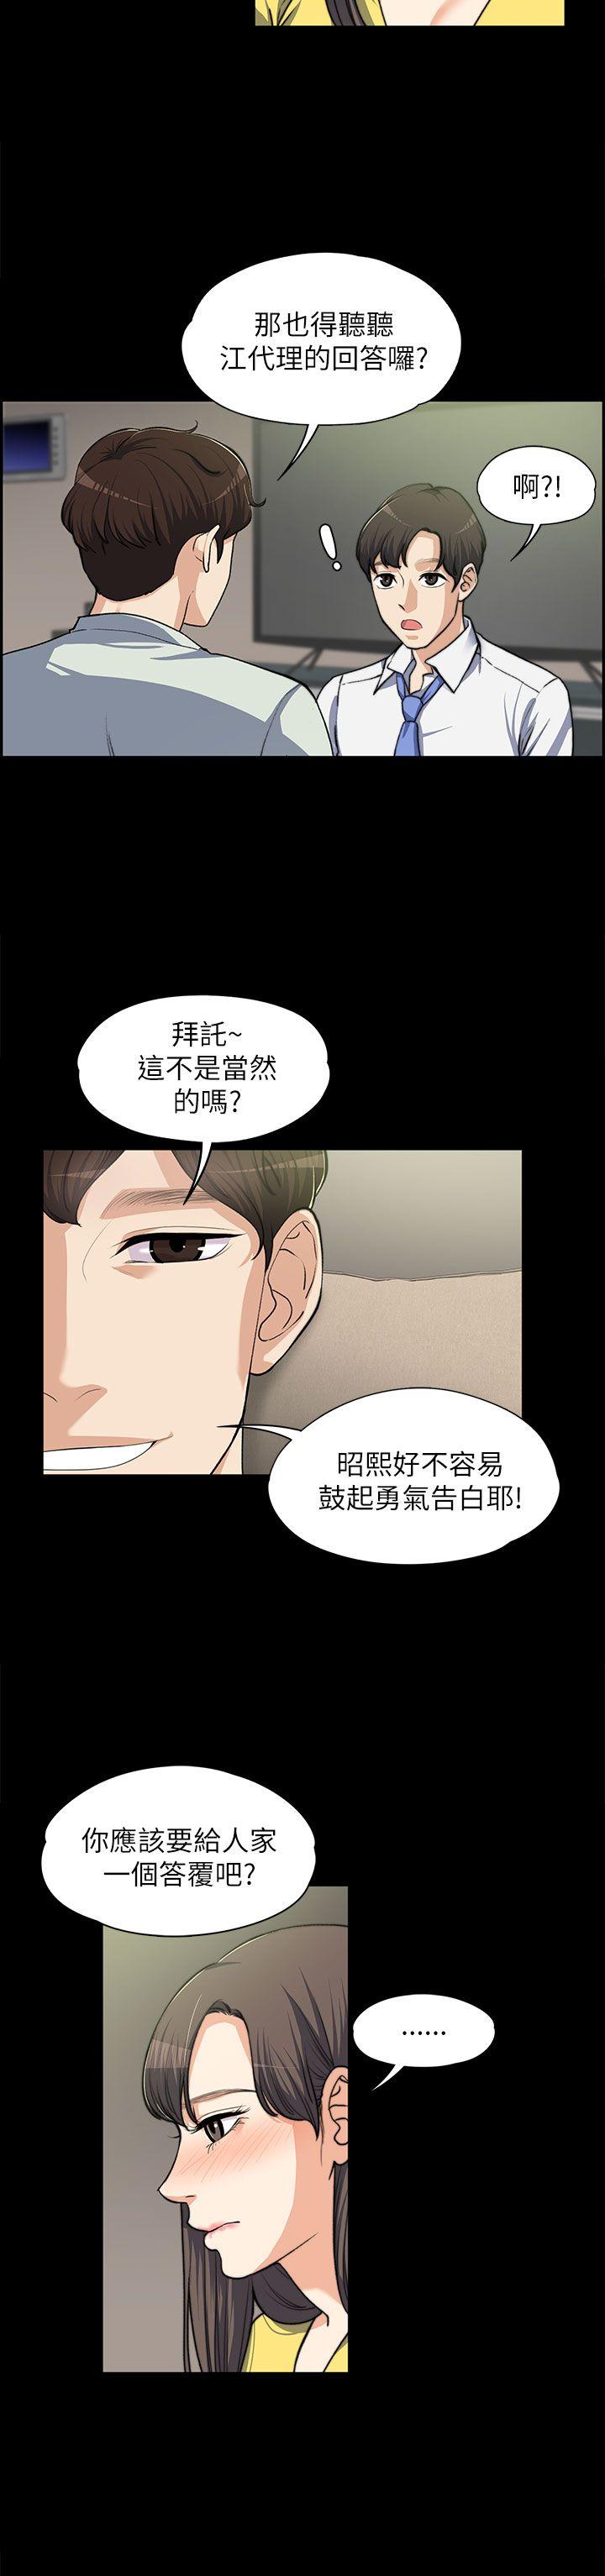 那也得聽聽
江代理的回答囉?
啊?!
拜託~
這不是當然
的嗎?
昭熙好不容易
鼓起勇氣告白耶!
你應該要給人家
一個答覆吧?
……